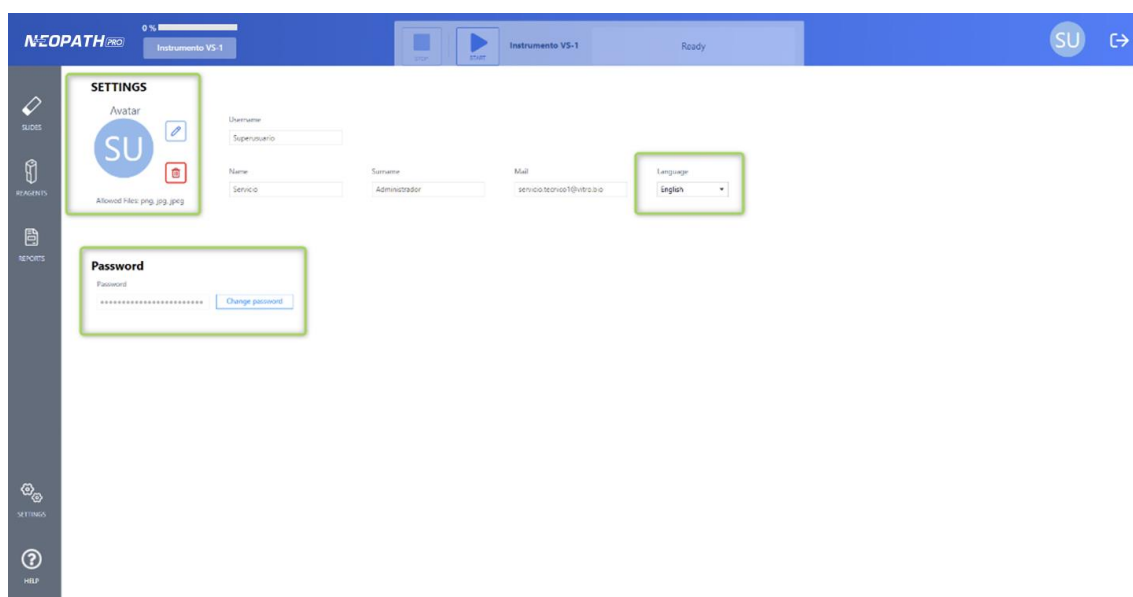 NEOPATH PRO
0 %
Instrumento VS-1
STOP
START
Instrumento VS-1
Ready
SU
SLIDES
REAGENTS
REPORTS
SETTINGS
HELP
SETTINGS
Avatar
SU
Allowed Files: png, jpg, jpeg
Username
Superusuario
Name
Surname
Mail
Language
Servicio
Administrador
servicio.tecnico1@vitro.bio
English
Password
Password
************************
Change password